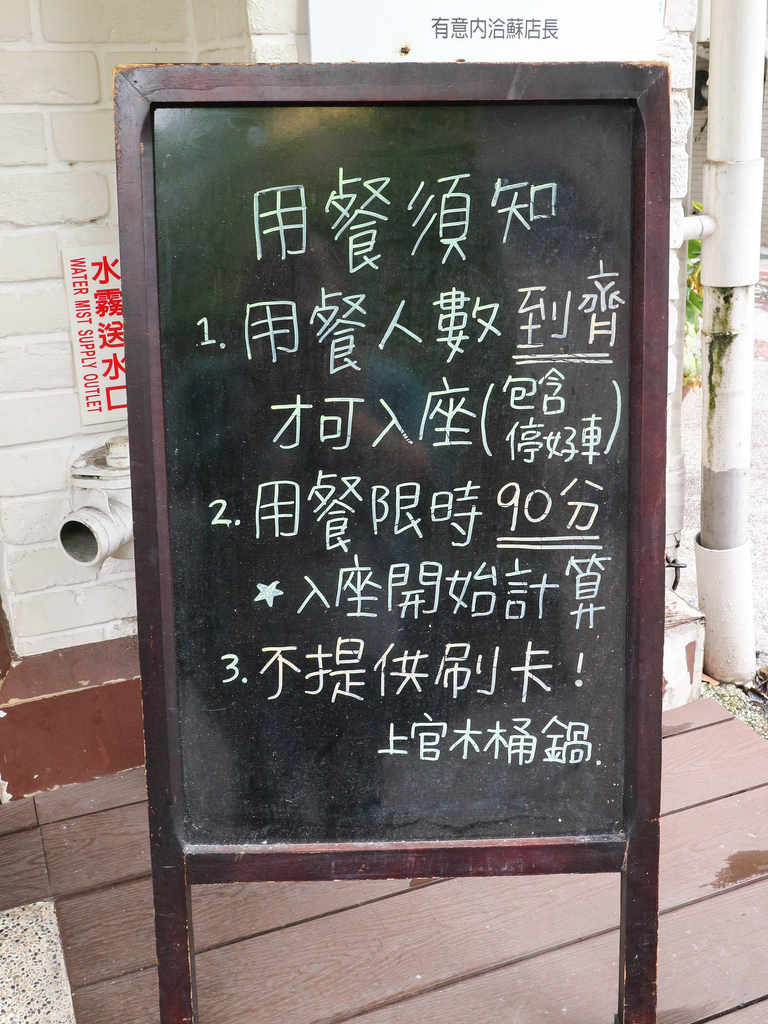 有意内洽蘇店長
用餐須知
1. 用餐人數到齊
才可入座(包含
停好車)
2. 用餐限時90分
★入座開始計算
3. 不提供刷卡!
上官木桶鍋.
水霧送水口
WATER MIST SUPPLY OUTLET